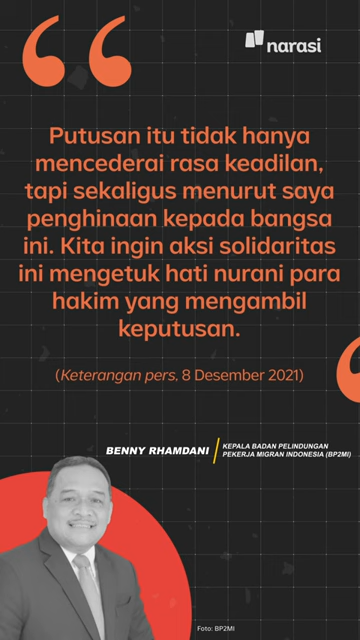 narasi
Putusan itu tidak hanya
mencederai rasa keadilan,
tapi sekaligus menurut saya
penghinaan kepada bangsa
ini. Kita ingin aksi solidaritas
ini mengetuk hati nurani para
hakim yang mengambil
keputusan.
(Keterangan pers, 8 Desember 2021)
BENNY RHAMDANI
KEPALA BADAN PELINDUNGAN
PEKERJA MIGRAN INDONESIA (BP2MI)
Foto: BP2MI